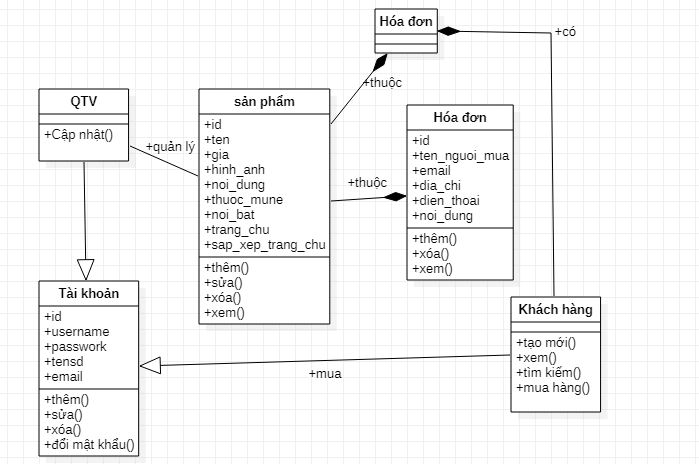 Hóa đơn
+có
+thuộc
QTV
+Cập nhật()
+quản lý
sản phẩm
+id
+ten
+gia
+hinh_anh
+noi_dung
+thuoc_mune
+noi_bat
+trang_chu
+sap_xep_trang_chu
+thêm()
+sửa()
+xóa()
+xem()
+thuộc
Hóa đơn
+id
+ten_nguoi_mua
+email
+dia_chi
+dien_thoai
+noi_dung
+thêm()
+xóa()
+xem()
Tài khoản
+id
+username
+passwork
+tensd
+email
+thêm()
+sửa()
+xóa()
+đổi mật khẩu()
+mua
Khách hàng
+tạo mới()
+xem()
+tìm kiếm()
+mua hàng()